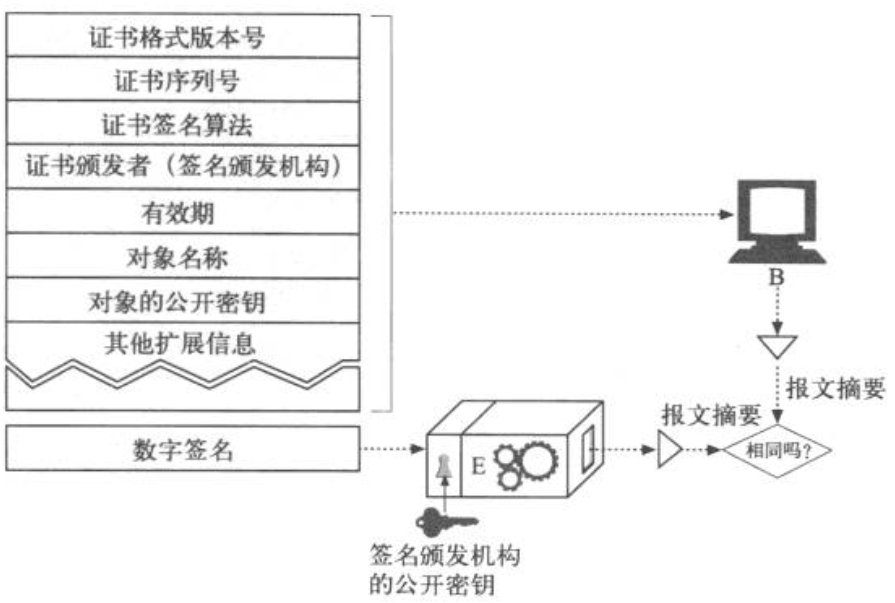 证书格式版本号
证书序列号
证书签名算法
证书颁发者（签名颁发机构）
有效期
对象名称
对象的公开密钥
其他扩展信息
B
报文摘要
数字签名
E
报文摘要
相同吗?
签名颁发机构
的公开密钥